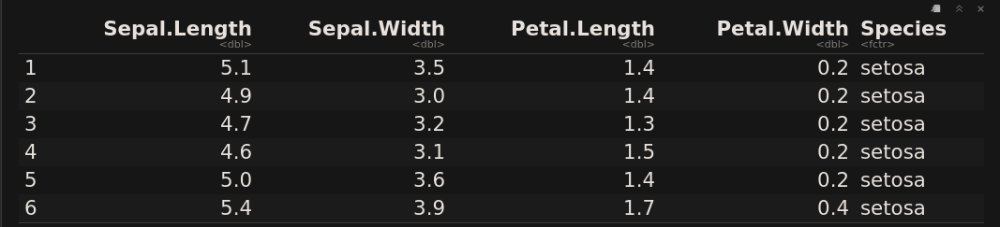 Sepal.Length Sepal.Width Petal.Length Petal.Width Species
<dbl> <dbl> <dbl> <dbl> <fctr>
1 5.1 3.5 1.4 0.2 setosa
2 4.9 3.0 1.4 0.2 setosa
3 4.7 3.2 1.3 0.2 setosa
4 4.6 3.1 1.5 0.2 setosa
5 5.0 3.6 1.4 0.2 setosa
6 5.4 3.9 1.7 0.4 setosa